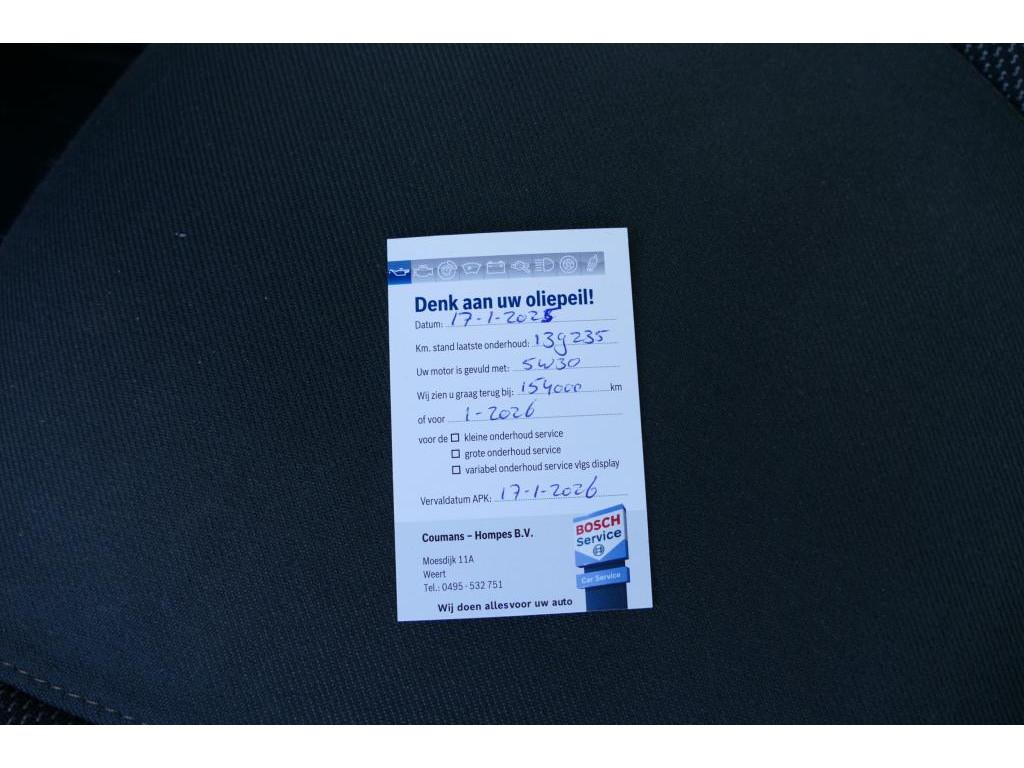 Denk aan uw oliepeil!
Datum: 17-1-2025
Km. stand laatste onderhoud: 139235
Uw motor is gevuld met: 5W30
Wij zien u graag terug bij: 154000 km
of voor 1-2026
voor de ☐ kleine onderhoud service
☐ grote onderhoud service
☐ variabel onderhoud service vlgs display
Vervaldatum APK: 17-1-2026
Coumans – Hompes B.V.
Moesdijk 11A
Weert
Tel.: 0495 - 532 751
Wij doen alles voor uw auto
BOSCH
Service
Car Service